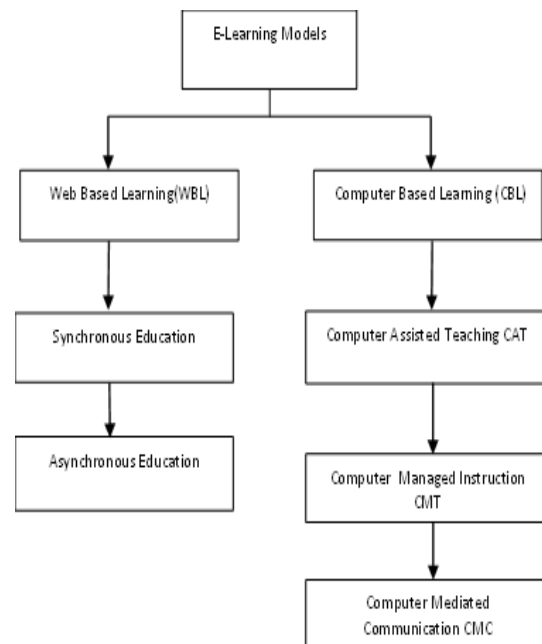 E-Learning Models
Web Based Learning(WBL)
Computer Based Learning (CBL)
Synchronous Education
Computer Assisted Teaching CAT
Asynchronous Education
Computer Managed Instruction
CMT
Computer Mediated
Communication CMC